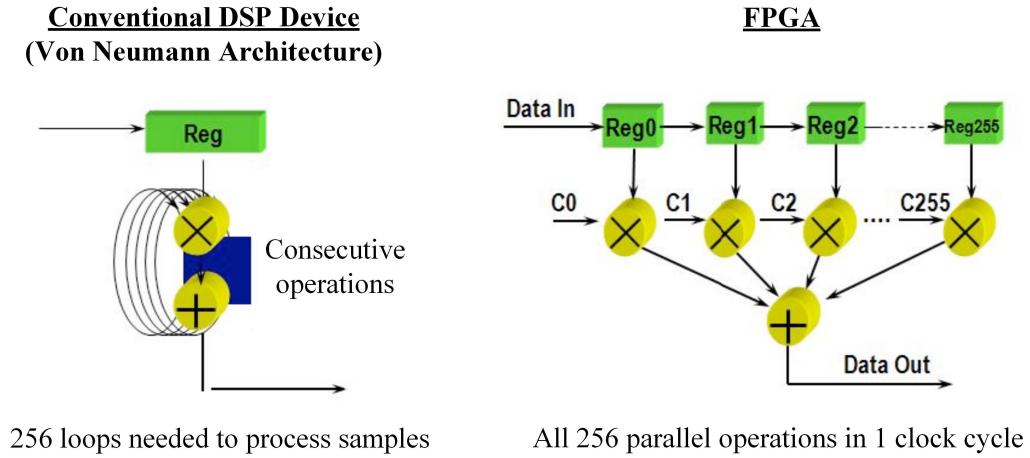 Conventional DSP Device
(Von Neumann Architecture)
Reg
Consecutive
operations
256 loops needed to process samples
FPGA
Data In
Reg0
Reg1
Reg2
Reg255
C0
C1
C2
....
C255
Data Out
All 256 parallel operations in 1 clock cycle